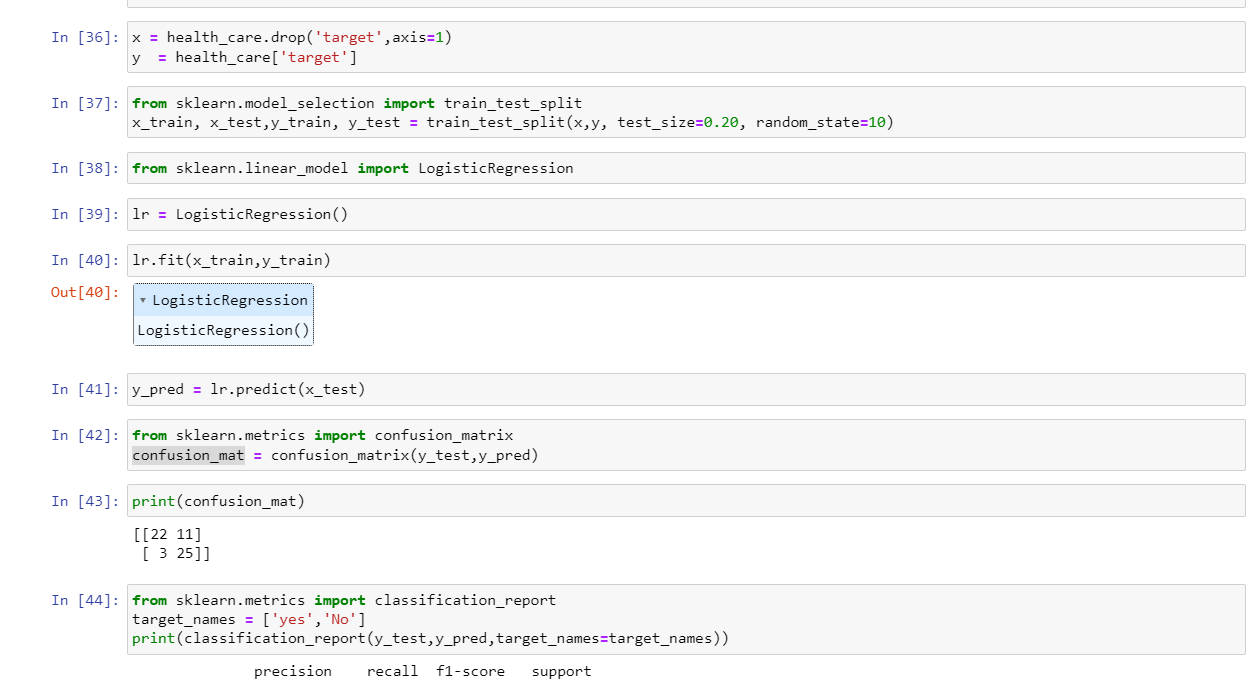 In [36]: x = health_care.drop('target',axis=1)
y  = health_care['target']
In [37]: from sklearn.model_selection import train_test_split
x_train, x_test,y_train, y_test = train_test_split(x,y, test_size=0.20, random_state=10)
In [38]: from sklearn.linear_model import LogisticRegression
In [39]: lr = LogisticRegression()
In [40]: lr.fit(x_train,y_train)
Out[40]: ▾ LogisticRegression
LogisticRegression()
In [41]: y_pred = lr.predict(x_test)
In [42]: from sklearn.metrics import confusion_matrix
confusion_mat = confusion_matrix(y_test,y_pred)
In [43]: print(confusion_mat)
[[22 11]
 [ 3 25]]
In [44]: from sklearn.metrics import classification_report
target_names = ['yes','No']
print(classification_report(y_test,y_pred,target_names=target_names))
precision    recall  f1-score   support